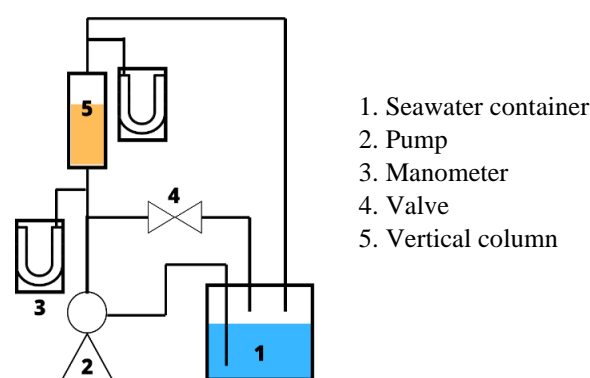 5
4
3
2
1
1. Seawater container
2. Pump
3. Manometer
4. Valve
5. Vertical column